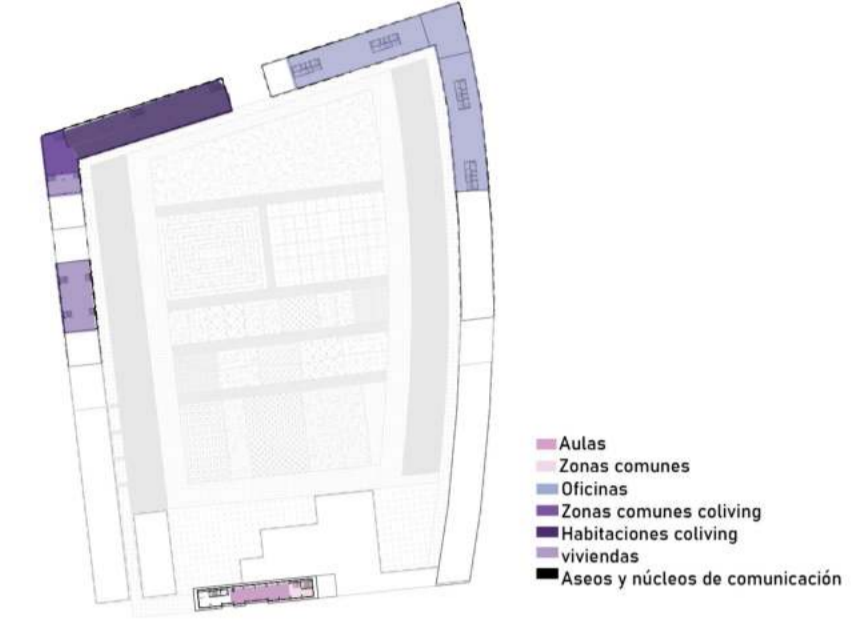 Aulas
Zonas comunes
Oficinas
Zonas comunes coliving
Habitaciones coliving
viviendas
Aseos y núcleos de comunicación